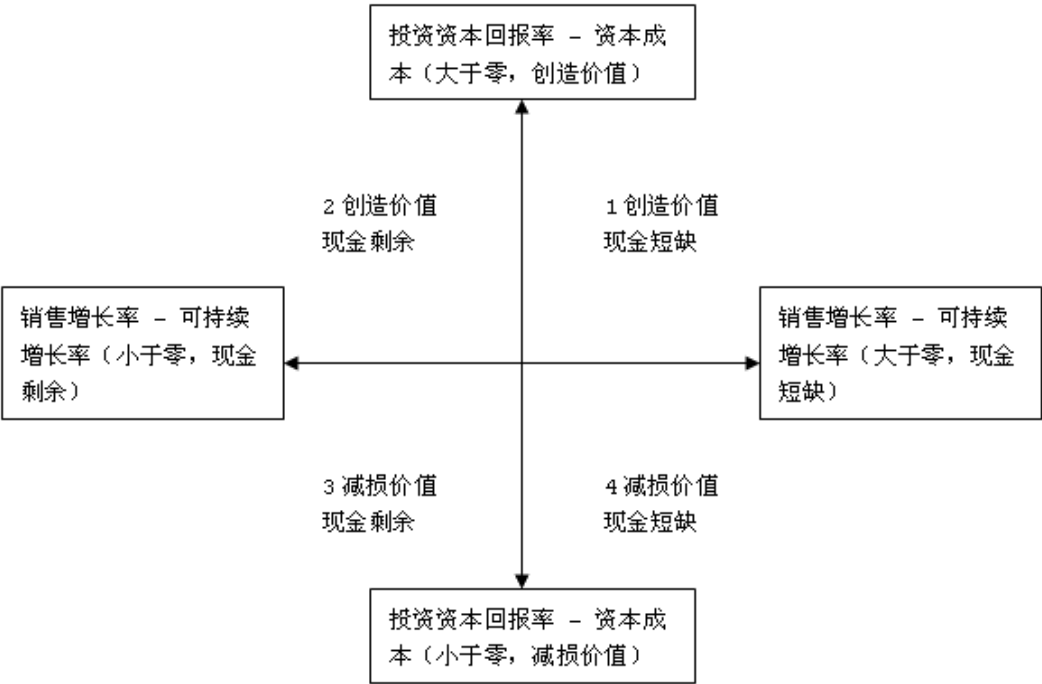 投资资本回报率 – 资本成
本（大于零，创造价值）
2 创造价值
现金剩余
1 创造价值
现金短缺
销售增长率 – 可持续
增长率（小于零，现金
剩余）
销售增长率 – 可持续
增长率（大于零，现金
短缺）
3 减损价值
现金剩余
4 减损价值
现金短缺
投资资本回报率 – 资本成
本（小于零，减损价值）